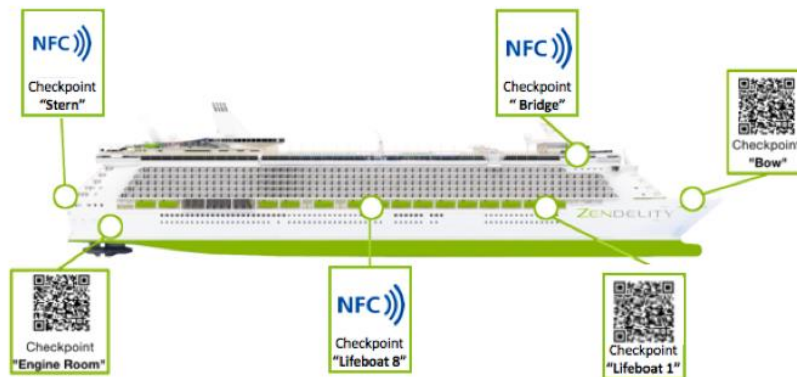 NFC
Checkpoint
“Stern”
NFC
Checkpoint
“ Bridge”
Checkpoint
"Bow"
ZENDELITY
Checkpoint
"Engine Room"
NFC
Checkpoint
“Lifeboat 8”
Checkpoint
“Lifeboat 1”